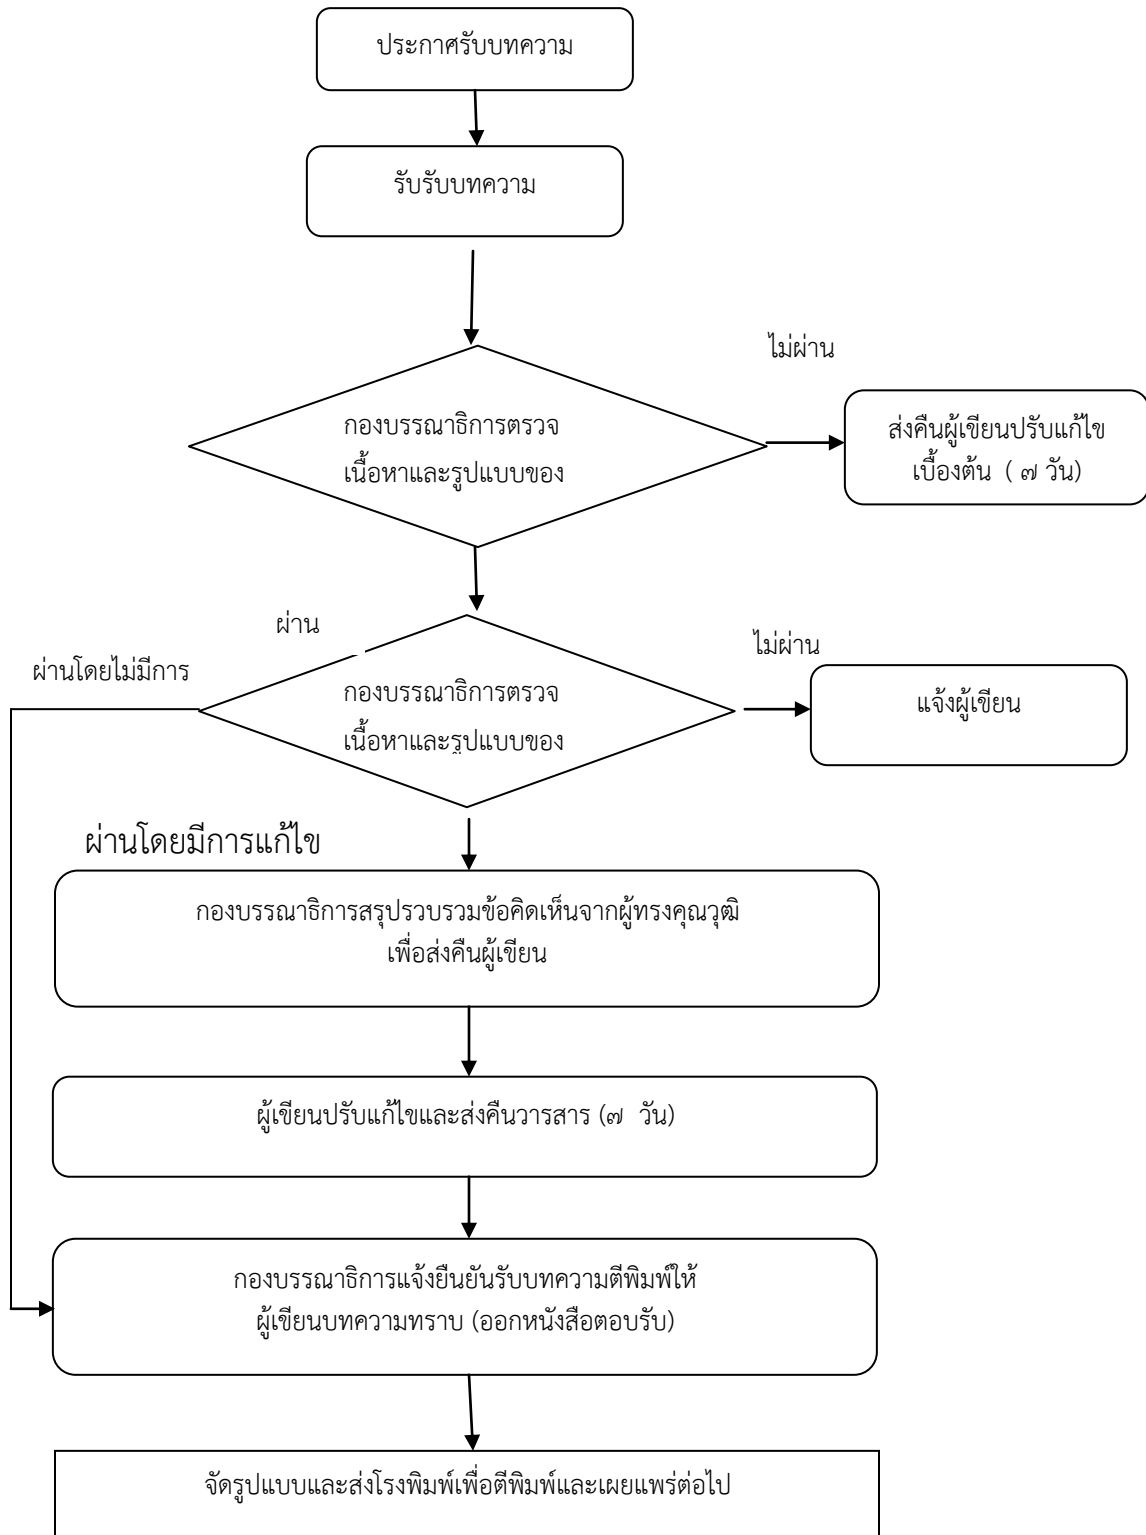 ประกาศรับบทความ
รับรับบทความ
ไม่ผ่าน
กองบรรณาธิการตรวจ
เนื้อหาและรูปแบบของ
ส่งคืนผู้เขียนปรับแก้ไข
เบื้องต้น ( ๗ วัน)
ผ่าน
ไม่ผ่าน
ผ่านโดยไม่มีการ
กองบรรณาธิการตรวจ
เนื้อหาและรูปแบบของ
แจ้งผู้เขียน
ผ่านโดยมีการแก้ไข
กองบรรณาธิการสรุปรวบรวมข้อคิดเห็นจากผู้ทรงคุณวุฒิ
เพื่อส่งคืนผู้เขียน
ผู้เขียนปรับแก้ไขและส่งคืนวารสาร (๗ วัน)
กองบรรณาธิการแจ้งยืนยันรับบทความตีพิมพ์ให้
ผู้เขียนบทความทราบ (ออกหนังสือตอบรับ)
จัดรูปแบบและส่งโรงพิมพ์เพื่อตีพิมพ์และเผยแพร่ต่อไป